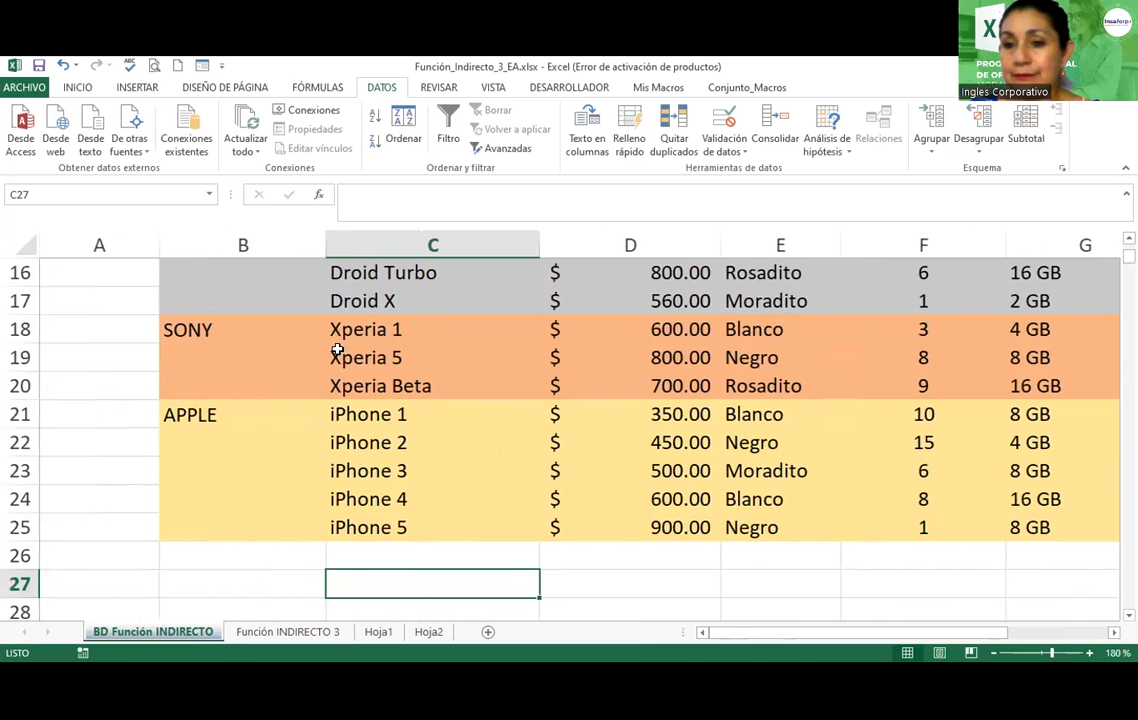 Función_Indirecto_3_EA.xlsx - Excel (Error de activación de productos)
ARCHIVO INICIO INSERTAR DISEÑO DE PÁGINA FÓRMULAS DATOS REVISAR VISTA DESARROLLADOR Mis Macros Conjunto_Macros
Desde Access
Desde web
Desde texto
De otras fuentes
Conexiones existentes
Obtener datos externos
Actualizar todo
Conexiones
Propiedades
Editar vínculos
Conexiones
Ordenar
Filtro
Borrar
Volver a aplicar
Avanzadas
Ordenar y filtrar
Texto en columnas
Relleno rápido
Quitar duplicados
Validación de datos
Consolidar
Análisis de hipótesis
Relaciones
Herramientas de datos
Agrupar
Desagrupar
Subtotal
Esquema
Ingles Corporativo
C27 fx
A B C D E F G
16 Droid Turbo $ 800.00 Rosadito 6 16 GB
17 Droid X $ 560.00 Moradito 1 2 GB
18 SONY Xperia 1 $ 600.00 Blanco 3 4 GB
19 Xperia 5 $ 800.00 Negro 8 8 GB
20 Xperia Beta $ 700.00 Rosadito 9 16 GB
21 APPLE iPhone 1 $ 350.00 Blanco 10 8 GB
22 iPhone 2 $ 450.00 Negro 15 4 GB
23 iPhone 3 $ 500.00 Moradito 6 8 GB
24 iPhone 4 $ 600.00 Blanco 8 16 GB
25 iPhone 5 $ 900.00 Negro 1 8 GB
26
27
28
BD Función INDIRECTO Función INDIRECTO 3 Hoja1 Hoja2
LISTO 180 %